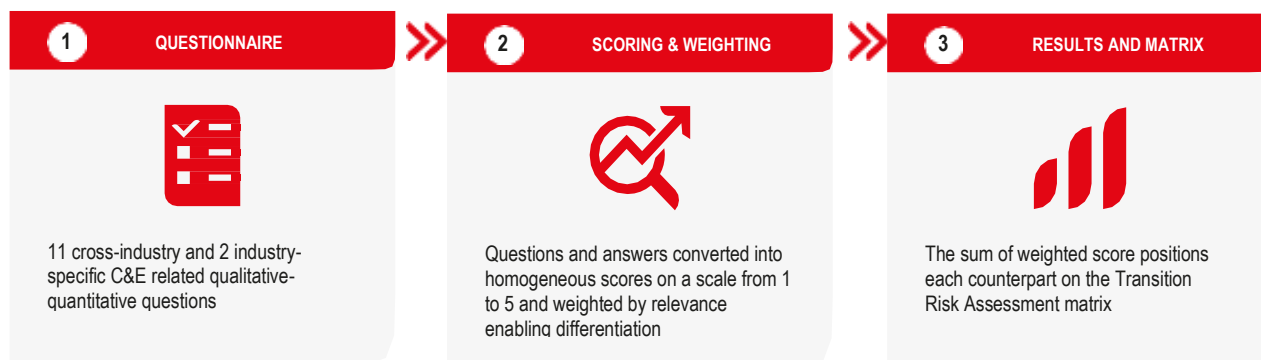 1
QUESTIONNAIRE
11 cross-industry and 2 industry-
specific C&E related qualitative-
quantitative questions
2
SCORING & WEIGHTING
Questions and answers converted into
homogeneous scores on a scale from 1
to 5 and weighted by relevance
enabling differentiation
3
RESULTS AND MATRIX
The sum of weighted score positions
each counterpart on the Transition
Risk Assessment matrix